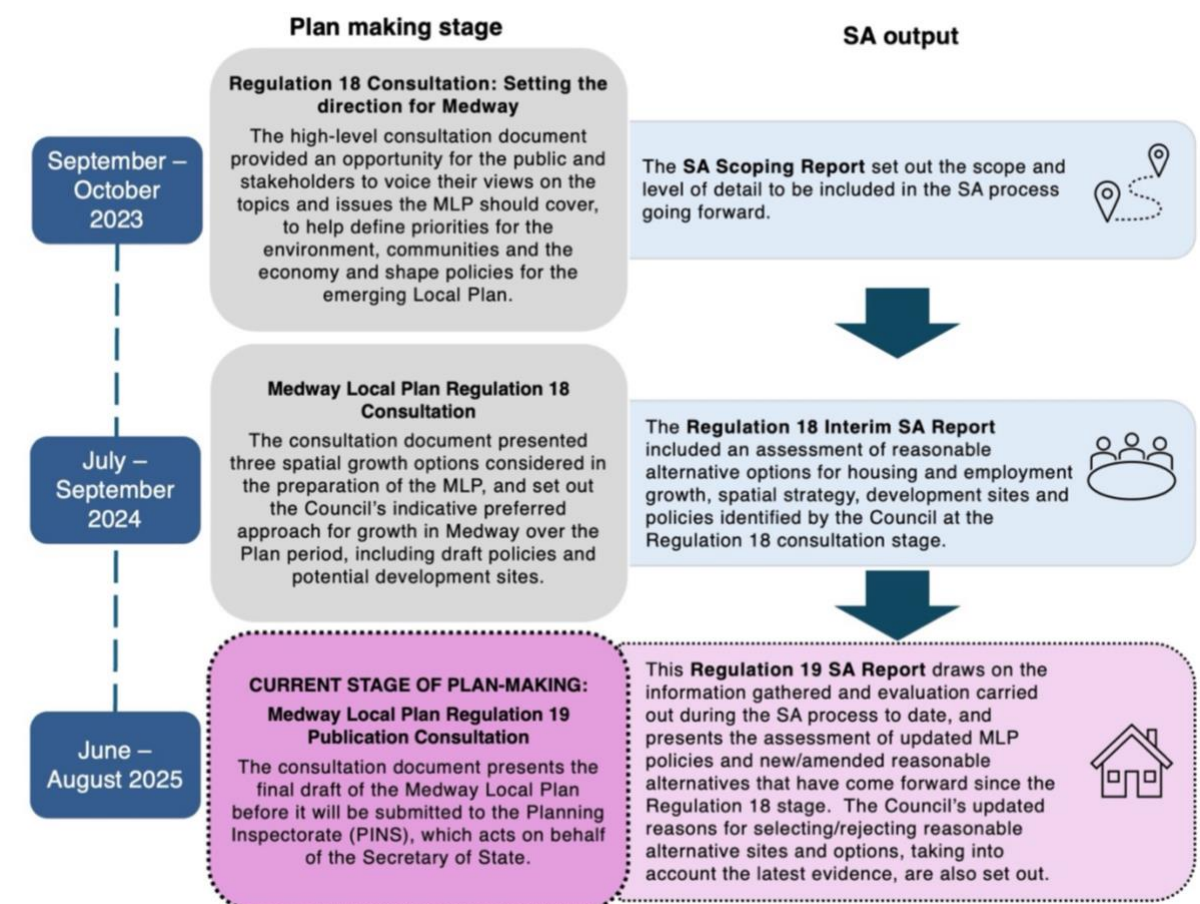 Plan making stage
SA output
September –
October
2023
Regulation 18 Consultation: Setting the
direction for Medway
The high-level consultation document
provided an opportunity for the public and
stakeholders to voice their views on the
topics and issues the MLP should cover,
to help define priorities for the
environment, communities and the
economy and shape policies for the
emerging Local Plan.
The SA Scoping Report set out the scope and
level of detail to be included in the SA process
going forward.
July –
September
2024
Medway Local Plan Regulation 18
Consultation
The consultation document presented
three spatial growth options considered in
the preparation of the MLP, and set out
the Council's indicative preferred
approach for growth in Medway over the
Plan period, including draft policies and
potential development sites.
The Regulation 18 Interim SA Report
included an assessment of reasonable
alternative options for housing and employment
growth, spatial strategy, development sites and
policies identified by the Council at the
Regulation 18 consultation stage.
June –
August 2025
CURRENT STAGE OF PLAN-MAKING:
Medway Local Plan Regulation 19
Publication Consultation
The consultation document presents the
final draft of the Medway Local Plan
before it will be submitted to the Planning
Inspectorate (PINS), which acts on behalf
of the Secretary of State.
This Regulation 19 SA Report draws on the
information gathered and evaluation carried
out during the SA process to date, and
presents the assessment of updated MLP
policies and new/amended reasonable
alternatives that have come forward since the
Regulation 18 stage.  The Council's updated
reasons for selecting/rejecting reasonable
alternative sites and options, taking into
account the latest evidence, are also set out.